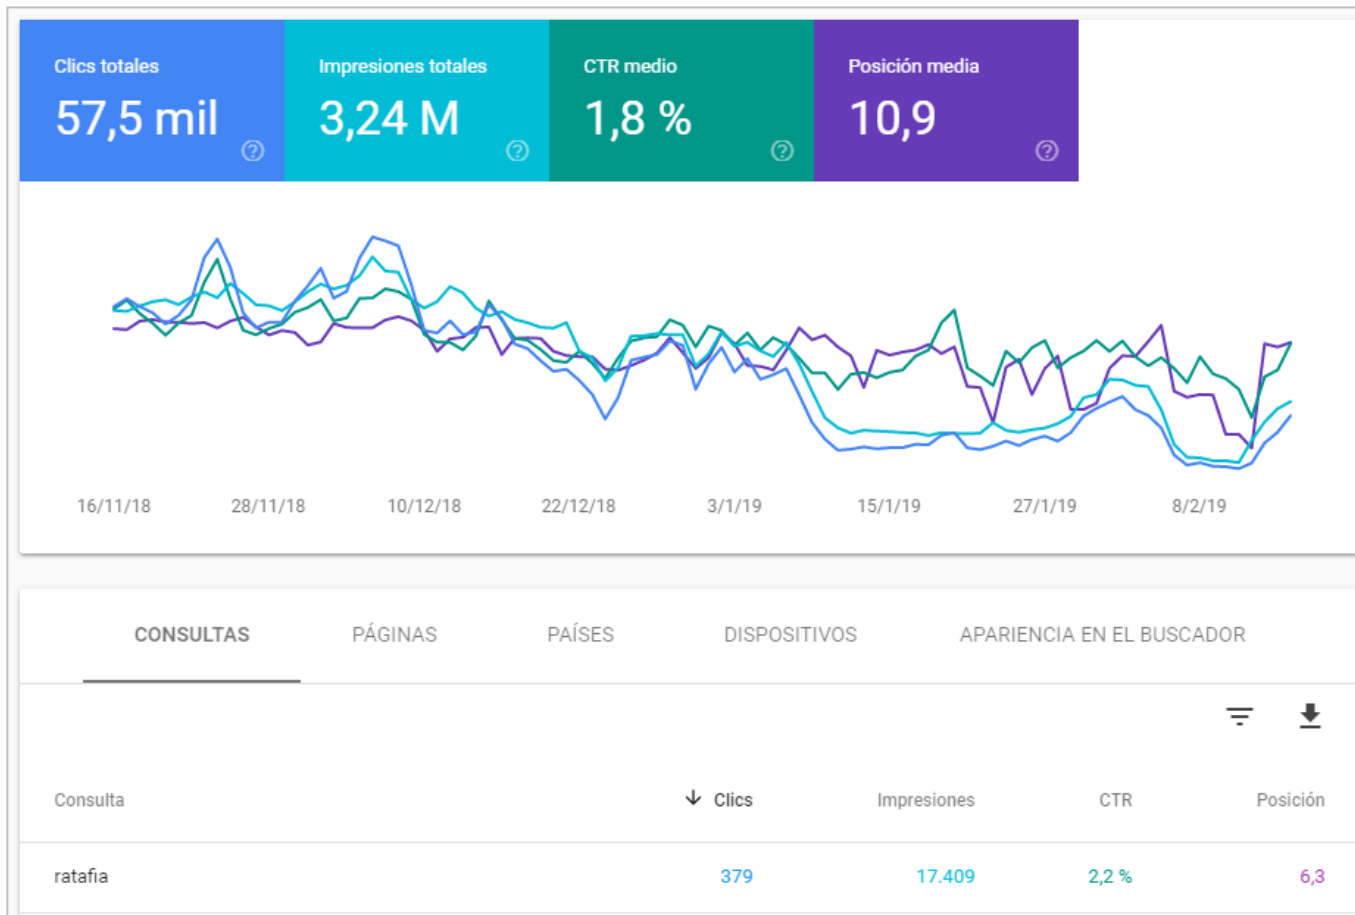 Clics totales Impresiones totales CTR medio Posición media
57,5 mil 3,24 M 1,8 % 10,9
16/11/18 28/11/18 10/12/18 22/12/18 3/1/19 15/1/19 27/1/19 8/2/19
CONSULTAS PÁGINAS PAÍSES DISPOSITIVOS APARIENCIA EN EL BUSCADOR
Consulta Clics Impresiones CTR Posición
ratafia 379 17.409 2,2 % 6,3